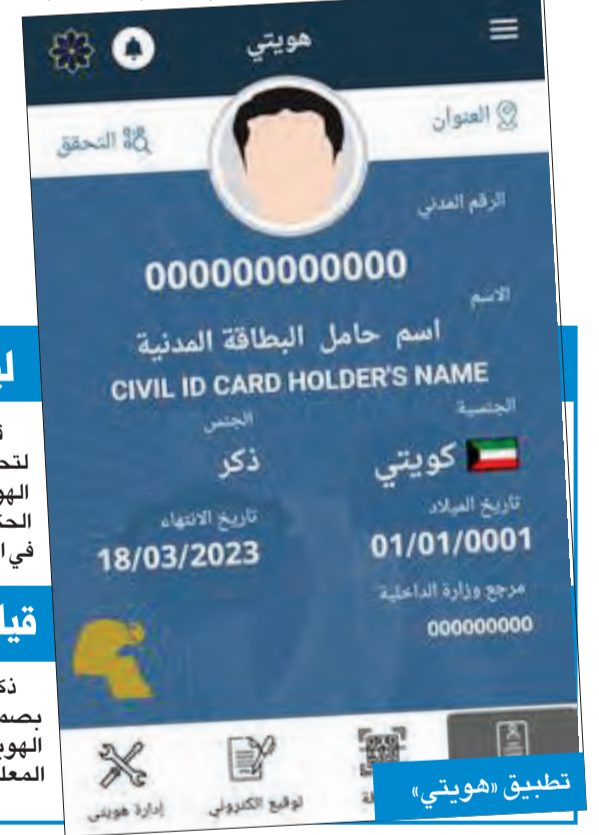 هويتي
العنوان
التحقق
الرقم المدني
000000000000
الاسم
اسم حامل البطاقة المدنية
CIVIL ID CARD HOLDER'S NAME
الجنسية
الجنس
كويتي
ذكر
تاريخ الميلاد
تاريخ الانتهاء
01/01/0001
18/03/2023
مرجع وزارة الداخلية
000000000
توقيع الكتروني
إدارة هويتي
تطبيق «هويتي»